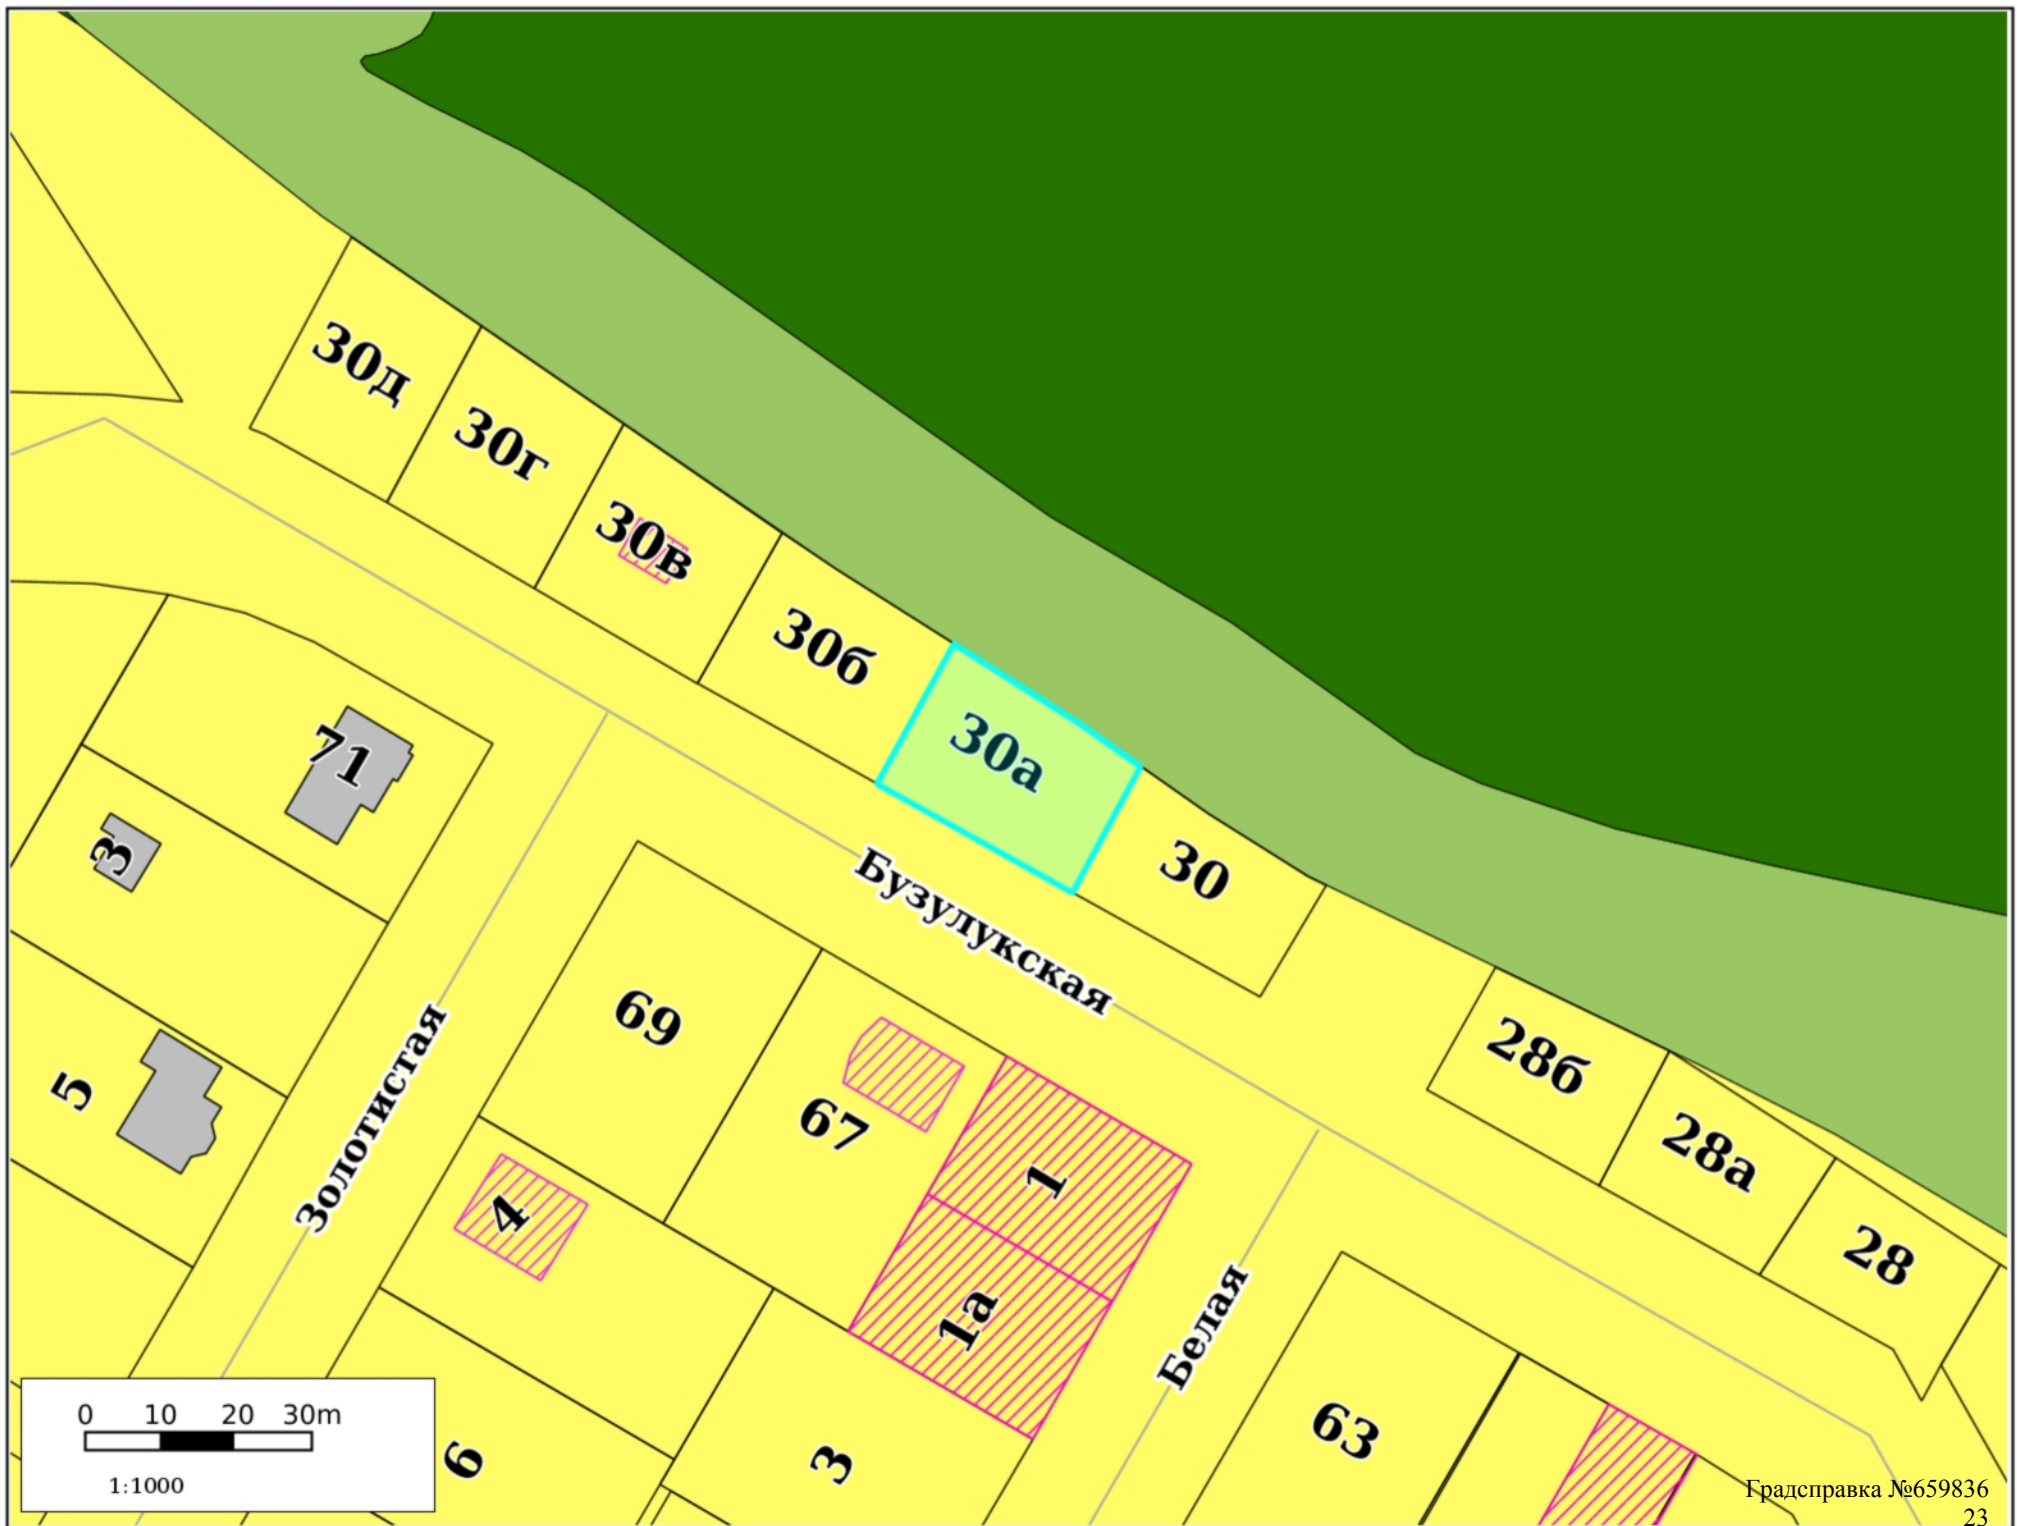 30д
30г
30в
30б
30а
71
3
30
Бузулукская
69
5
Золотистая
67
28б
28а
1
4
28
1а
Белая
63
6
3
0 10 20 30m
1:1000
Градсправка №659836
23